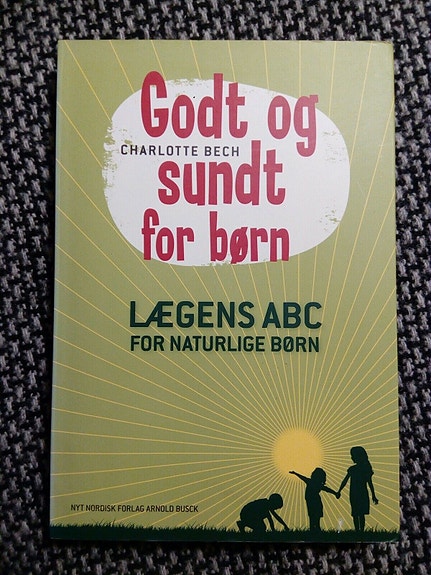 Godt og
CHARLOTTE BECH
sundt
for børn
LÆGENS ABC
FOR NATURLIGE BØRN
NYT NORDISK FORLAG ARNOLD BUSCK